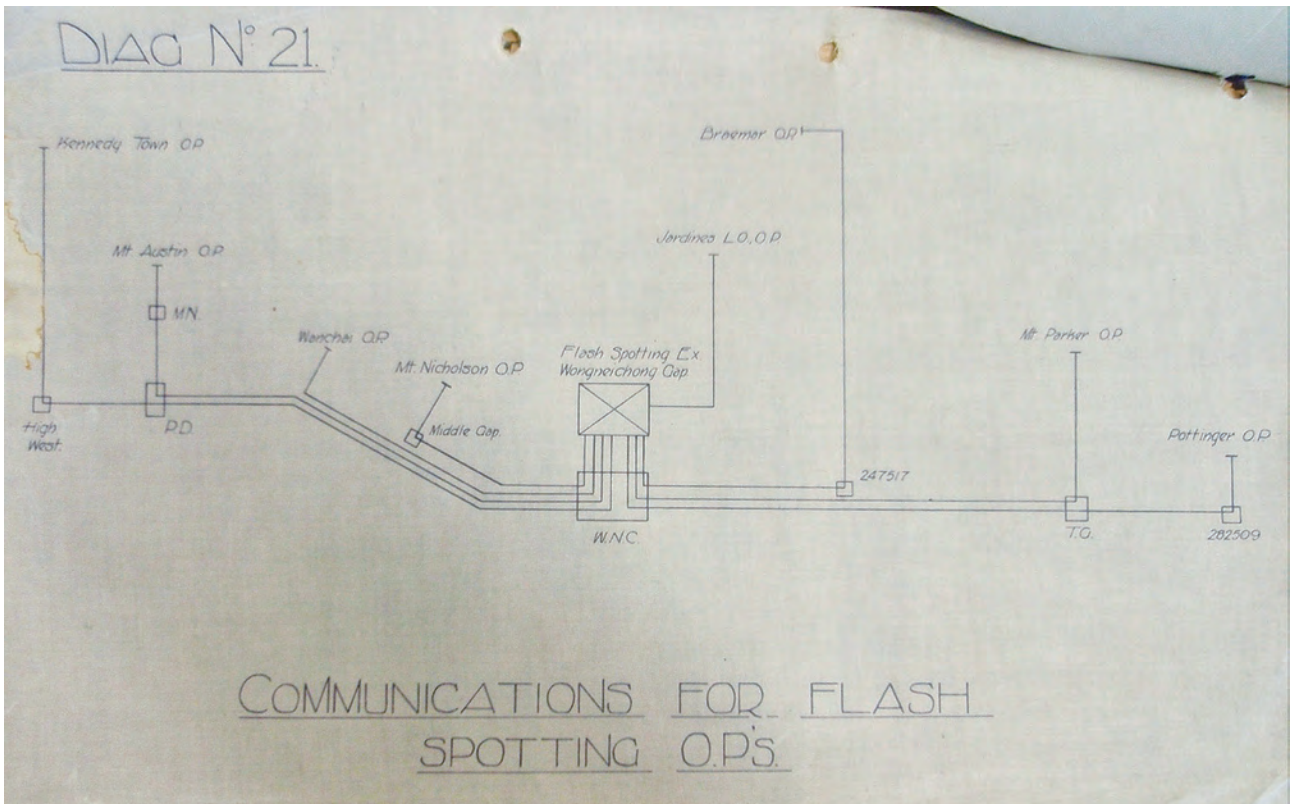 DIAG Nº 21.
Kennedy Town O.P.
Braemar O.P.
Mt. Austin O.P.
Jardines L.O., O.P.
M.N.
Wanchai O.P.
Mt. Parker O.P.
Mt. Nicholson O.P.
Flash Spotting Ex.
Wongneichong Gap.
High
West.
P.D.
Middle Gap.
Pottinger O.P.
247517
W.N.C.
T.O.
282509
COMMUNICATIONS FOR FLASH
SPOTTING O.P'S.